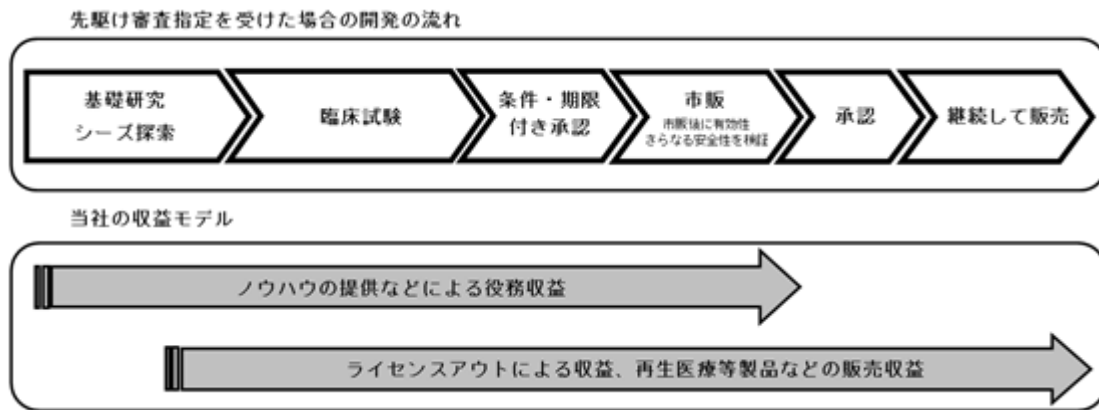 先駆け審査指定を受けた場合の開発の流れ
基礎研究
シーズ探索
臨床試験
条件・期限
付き承認
市販
市販後に有効性
さらなる安全性を検証
承認
継続して販売
当社の収益モデル
ノウハウの提供などによる役務収益
ライセンスアウトによる収益、再生医療等製品などの販売収益